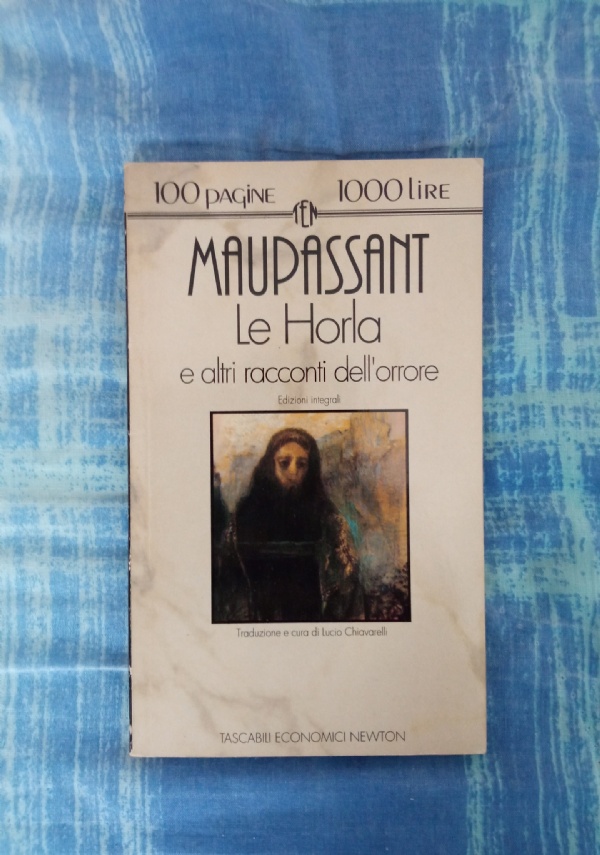 100 pagine 1000 lire
TEN
MAUPASSANT
Le Horla
e altri racconti dell'orrore
Edizioni integrali
Traduzione e cura di Lucio Chiavarelli
TASCABILI ECONOMICI NEWTON